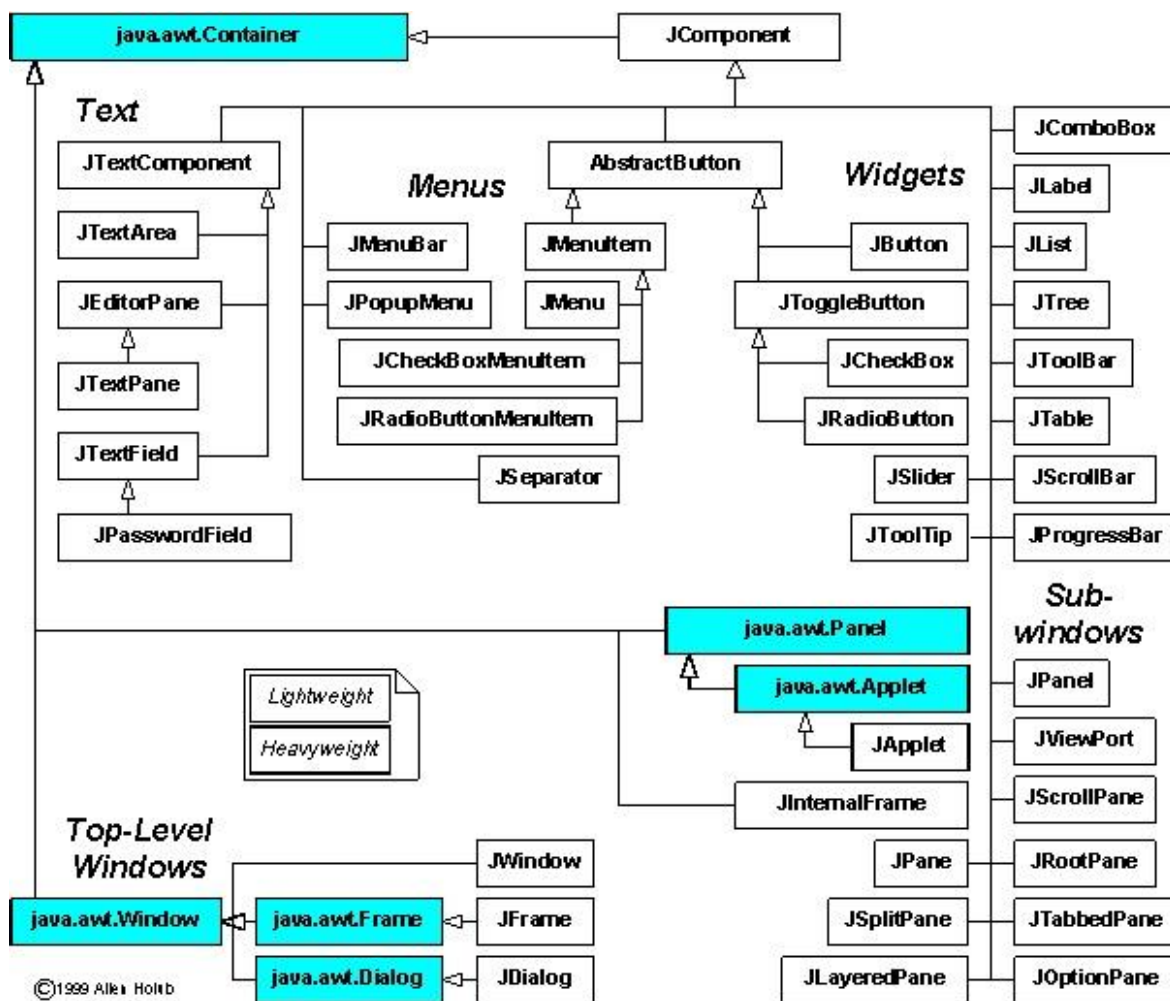 java.awt.Container
JComponent
Text
JTextComponent
AbstractButton
JComboBox
Menus
Widgets
JLabel
JTextArea
JMenuBar
JMenuItem
JButton
JList
JEditorPane
JPopupMenu
JMenu
JToggleButton
JTree
JTextPane
JCheckBoxMenuItem
JCheckBox
JToolBar
JTextField
JRadioButtonMenuItem
JRadioButton
JTable
JSeparator
JSlider
JScrollBar
JPasswordField
JToolTip
JProgressBar
Sub-
windows
java.awt.Panel
java.awt.Applet
JPanel
Lightweight
Heavyweight
JApplet
JViewPort
JInternalFrame
JScrollPane
Top-Level
Windows
JWindow
JPane
JRootPane
java.awt.Window
java.awt.Frame
JFrame
JSplitPane
JTabbedPane
java.awt.Dialog
JDialog
JLayeredPane
JOptionPane
©1999 Allen Holub